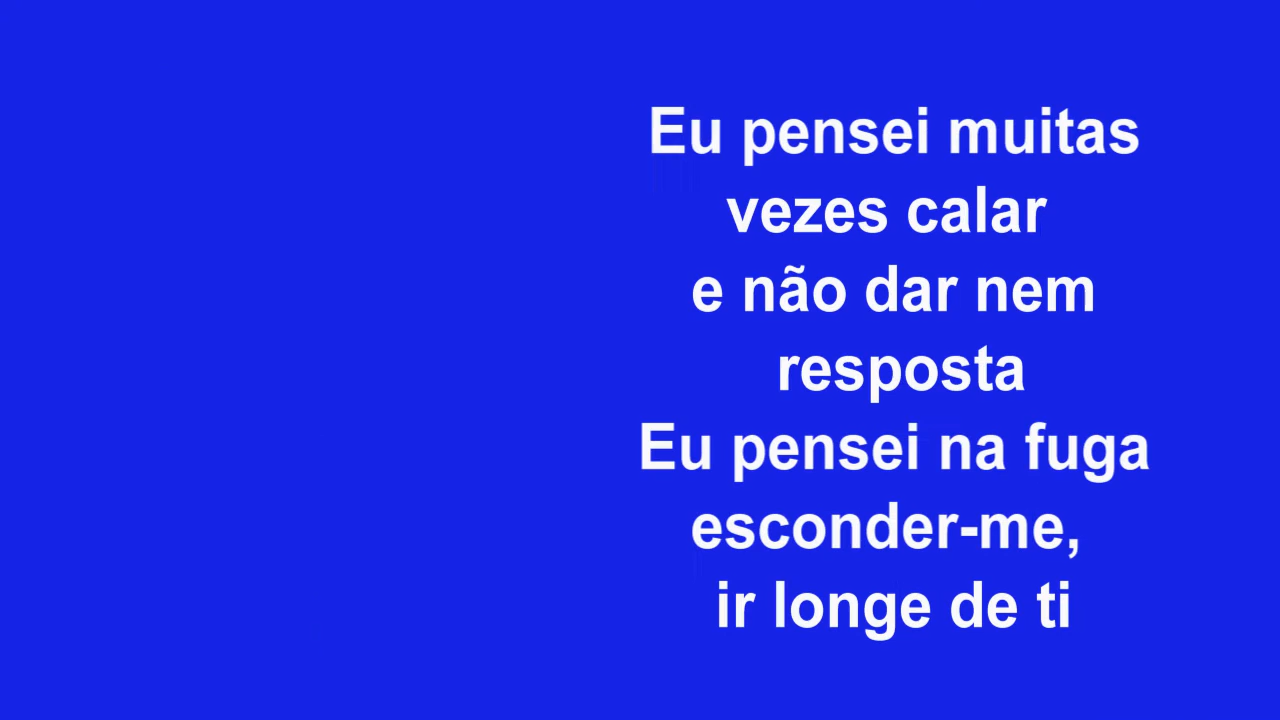 Eu pensei muitas
vezes calar
e não dar nem
resposta
Eu pensei na fuga
esconder-me,
ir longe de ti